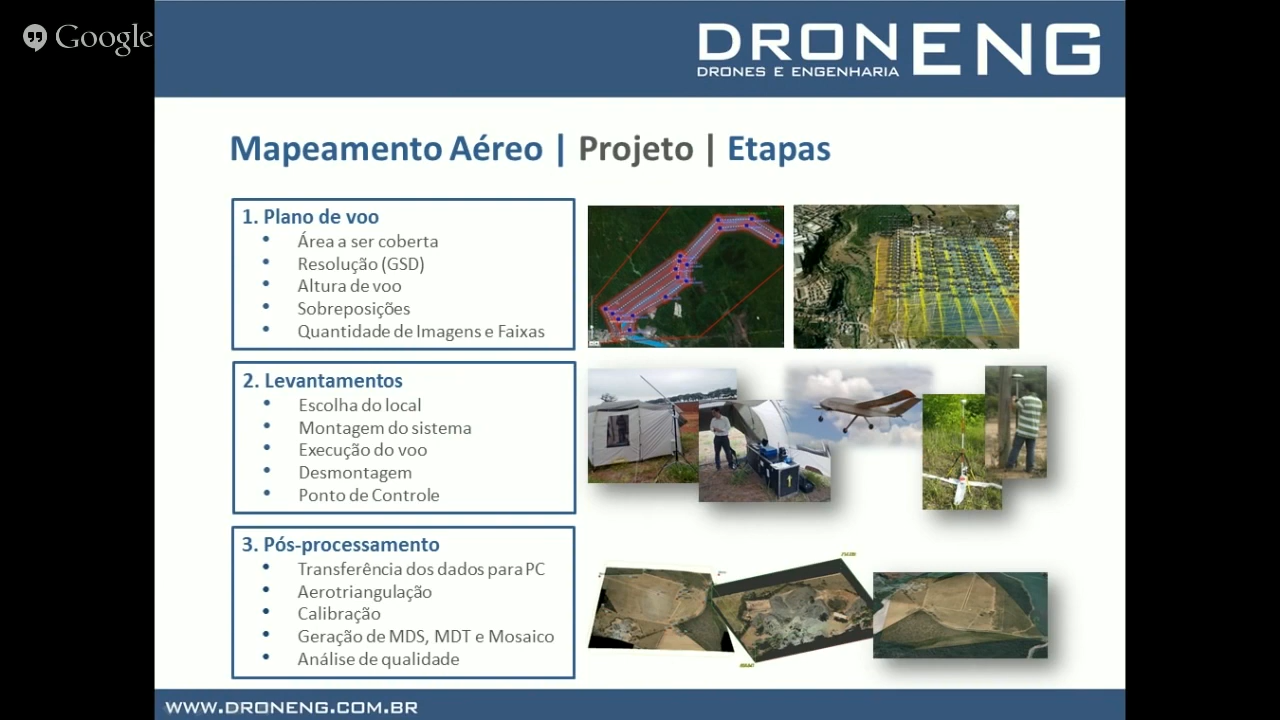 Google
DRONENG
DRONES E ENGENHARIA
Mapeamento Aéreo | Projeto | Etapas
1. Plano de voo
• Área a ser coberta
• Resolução (GSD)
• Altura de voo
• Sobreposições
• Quantidade de Imagens e Faixas
2. Levantamentos
• Escolha do local
• Montagem do sistema
• Execução do voo
• Desmontagem
• Ponto de Controle
3. Pós-processamento
• Transferência dos dados para PC
• Aerotriangulação
• Calibração
• Geração de MDS, MDT e Mosaico
• Análise de qualidade
WWW.DRONENG.COM.BR